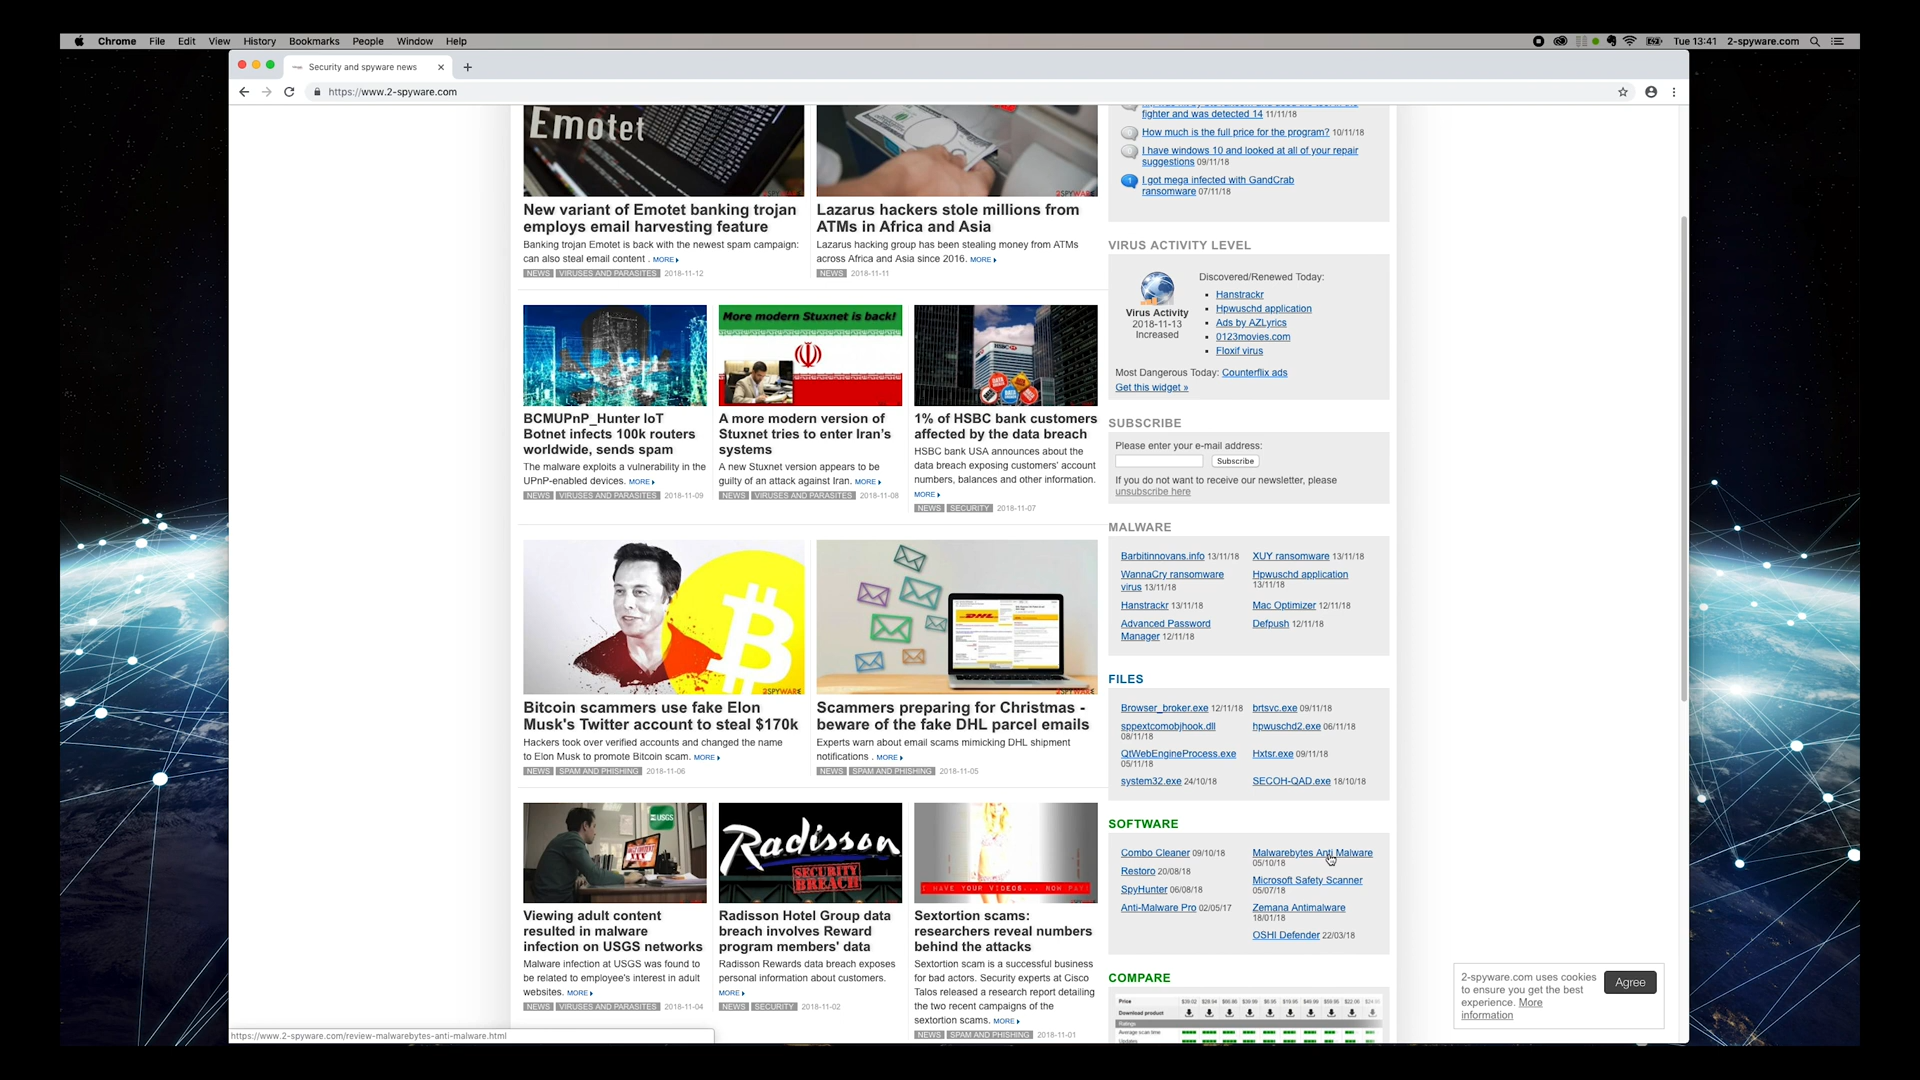 Chrome File Edit View History Bookmarks People Window Help
Tue 13:41 2-spyware.com
Security and spyware news
https://www.2-spyware.com
Emotet
2SPYWARE
2SPYWARE
New variant of Emotet banking trojan
employs email harvesting feature
Banking trojan Emotet is back with the newest spam campaign:
can also steal email content . MORE
NEWS VIRUSES AND PARASITES 2018-11-12
Lazarus hackers stole millions from
ATMs in Africa and Asia
Lazarus hacking group has been stealing money from ATMs
across Africa and Asia since 2016. MORE
NEWS 2018-11-11
BCMUPnP_Hunter IoT
Botnet infects 100k routers
worldwide, sends spam
The malware exploits a vulnerability in the
UPnP-enabled devices. MORE
NEWS VIRUSES AND PARASITES 2018-11-09
More modern Stuxnet is back!
A more modern version of
Stuxnet tries to enter Iran's
systems
A new Stuxnet version appears to be
guilty of an attack against Iran. MORE
NEWS VIRUSES AND PARASITES 2018-11-08
HSBC
1% of HSBC bank customers
affected by the data breach
HSBC bank USA announces about the
data breach exposing customers' account
numbers, balances and other information.
MORE
NEWS SECURITY 2018-11-07
2SPYWARE
Bitcoin scammers use fake Elon
Musk's Twitter account to steal $170k
Hackers took over verified accounts and changed the name
to Elon Musk to promote Bitcoin scam. MORE
NEWS SPAM AND PHISHING 2018-11-06
DHL
2SPYWARE
Scammers preparing for Christmas -
beware of the fake DHL parcel emails
Experts warn about email scams mimicking DHL shipment
notifications . MORE
NEWS SPAM AND PHISHING 2018-11-05
USGS
Viewing adult content
resulted in malware
infection on USGS networks
Malware infection at USGS was found to
be related to employee's interest in adult
websites. MORE
NEWS VIRUSES AND PARASITES 2018-11-04
Radisson
SECURITY
BREACH
Radisson Hotel Group data
breach involves Reward
program members' data
Radisson Rewards data breach exposes
personal information about customers.
MORE
NEWS SECURITY 2018-11-02
I HAVE YOUR VIDEOS... NOW PAY!
Sextortion scams:
researchers reveal numbers
behind the attacks
Sextortion scam is a successful business
for bad actors. Security experts at Cisco
Talos released a research report detailing
the two recent campaigns of the
sextortion scams. MORE
NEWS SPAM AND PHISHING 2018-11-01
fighter and was detected 14 11/11/18
How much is the full price for the program? 10/11/18
I have windows 10 and looked at all of your repair
suggestions 09/11/18
1
I got mega infected with GandCrab
ransomware 07/11/18
VIRUS ACTIVITY LEVEL
Virus Activity
2018-11-13
Increased
Discovered/Renewed Today:
Hanstrackr
Hpwuschd application
Ads by AZLyrics
0123movies.com
Floxif virus
Most Dangerous Today: Counterflix ads
Get this widget »
SUBSCRIBE
Please enter your e-mail address:
Subscribe
If you do not want to receive our newsletter, please
unsubscribe here
MALWARE
Barbitinnovans.info 13/11/18
XUY ransomware 13/11/18
WannaCry ransomware
virus 13/11/18
Hpwuschd application
13/11/18
Hanstrackr 13/11/18
Mac Optimizer 12/11/18
Advanced Password
Manager 12/11/18
Defpush 12/11/18
FILES
Browser_broker.exe 12/11/18
brtsvc.exe 09/11/18
sppextcomobjhook.dll
08/11/18
hpwuschd2.exe 06/11/18
QtWebEngineProcess.exe
05/11/18
Hxtsr.exe 09/11/18
system32.exe 24/10/18
SECOH-QAD.exe 18/10/18
SOFTWARE
Combo Cleaner 09/10/18
Malwarebytes Anti Malware
05/10/18
Restoro 20/08/18
Microsoft Safety Scanner
05/07/18
SpyHunter 06/08/18
Anti-Malware Pro 02/05/17
Zemana Antimalware
18/01/18
OSHI Defender 22/03/18
COMPARE
Price
Download product
Ratings
Average scan time
Updates
2-spyware.com uses cookies
to ensure you get the best
experience. More
information
Agree
https://www.2-spyware.com/review-malwarebytes-anti-malware.html